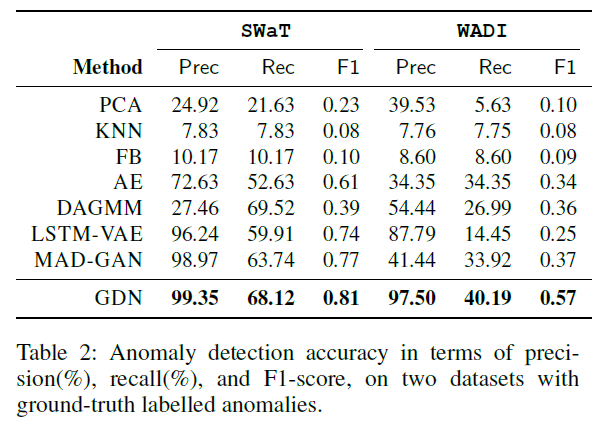 SWaT WADI
Method Prec Rec F1 Prec Rec F1
PCA 24.92 21.63 0.23 39.53 5.63 0.10
KNN 7.83 7.83 0.08 7.76 7.75 0.08
FB 10.17 10.17 0.10 8.60 8.60 0.09
AE 72.63 52.63 0.61 34.35 34.35 0.34
DAGMM 27.46 69.52 0.39 54.44 26.99 0.36
LSTM-VAE 96.24 59.91 0.74 87.79 14.45 0.25
MAD-GAN 98.97 63.74 0.77 41.44 33.92 0.37
GDN 99.35 68.12 0.81 97.50 40.19 0.57
Table 2: Anomaly detection accuracy in terms of preci-
sion(%), recall(%), and F1-score, on two datasets with
ground-truth labelled anomalies.